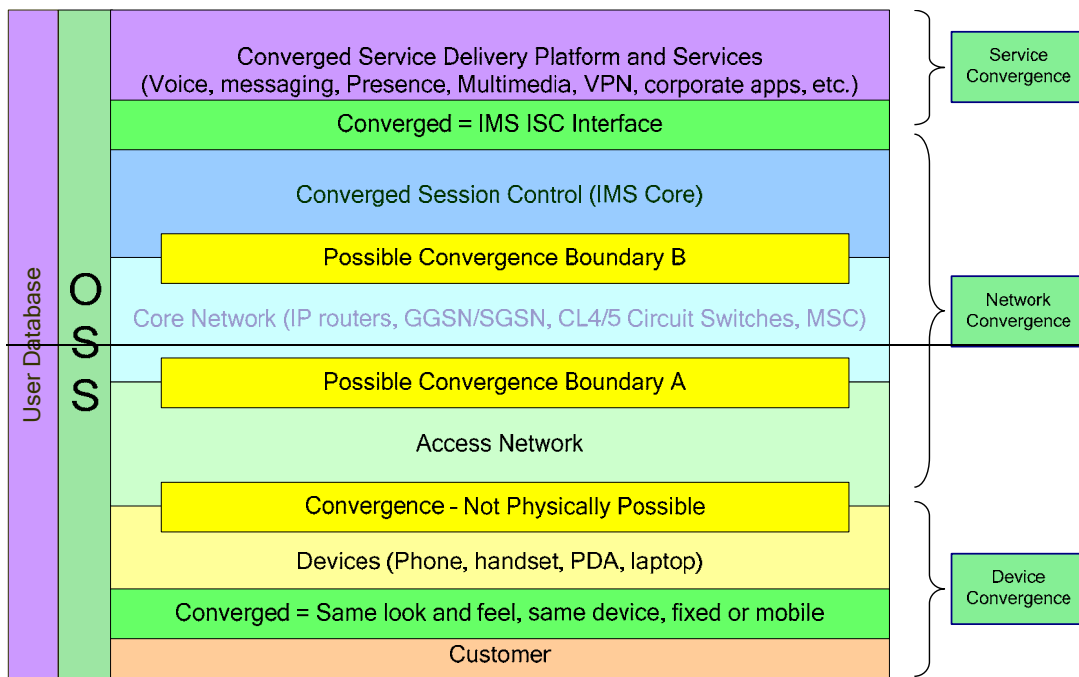 User Database
O
S
S
Converged Service Delivery Platform and Services
(Voice, messaging, Presence, Multimedia, VPN, corporate apps, etc.)
Converged = IMS ISC Interface
Converged Session Control (IMS Core)
Possible Convergence Boundary B
Core Network (IP routers, GGSN/SGSN, CL4/5 Circuit Switches, MSC)
Possible Convergence Boundary A
Access Network
Convergence - Not Physically Possible
Devices (Phone, handset, PDA, laptop)
Converged = Same look and feel, same device, fixed or mobile
Customer
Service
Convergence
Network
Convergence
Device
Convergence